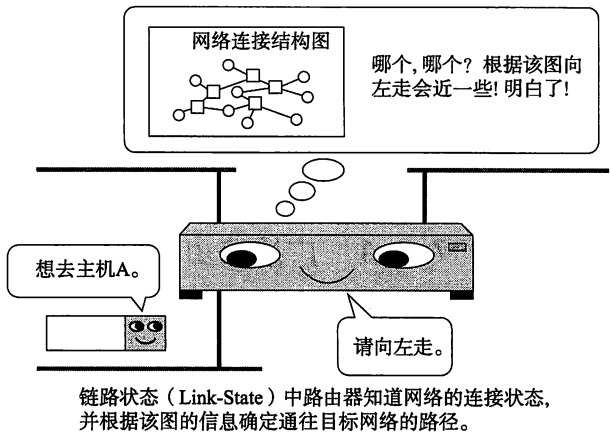 网络连接结构图
哪个,哪个？根据该图向
左走会近一些!明白了!
想去主机A。
请向左走。
链路状态（Link-State）中路由器知道网络的连接状态,
并根据该图的信息确定通往目标网络的路径。